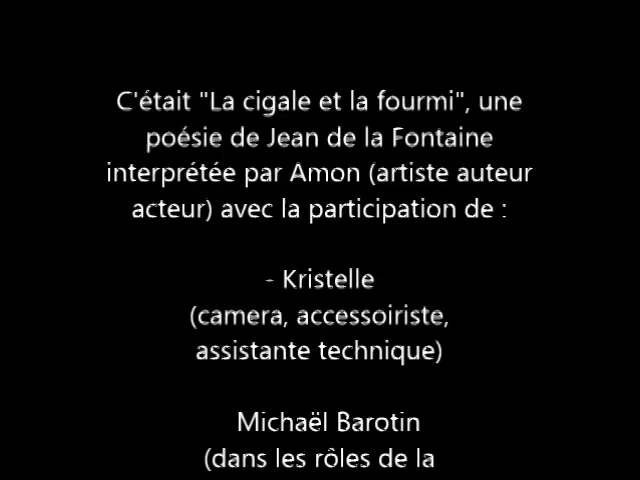 C'était "La cigale et la fourmi", une
poésie de Jean de la Fontaine
interprétée par Amon (artiste auteur
acteur) avec la participation de :
- Kristelle
(camera, accessoiriste,
assistante technique)
Michaël Barotin
(dans les rôles de la